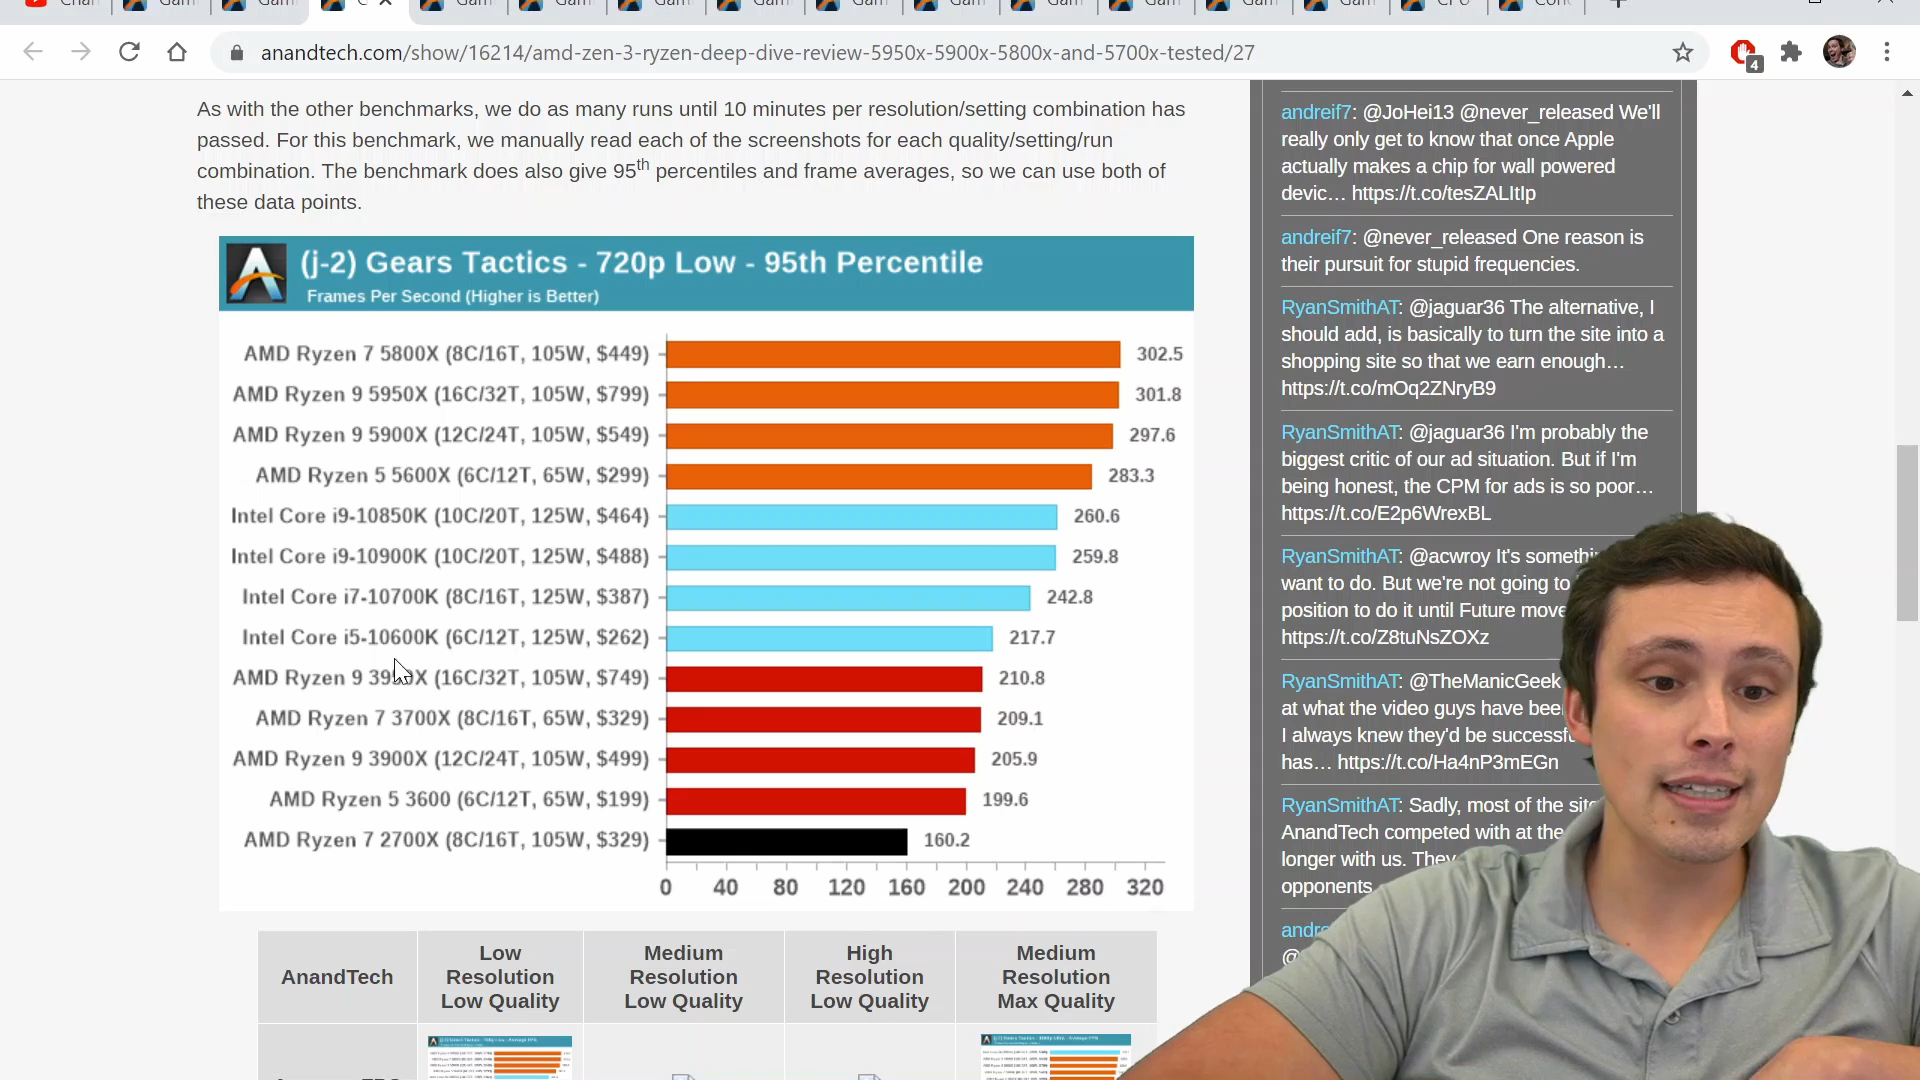 anandtech.com/show/16214/amd-zen-3-ryzen-deep-dive-review-5950x-5900x-5800x-and-5700x-tested/27
4
As with the other benchmarks, we do as many runs until 10 minutes per resolution/setting combination has
passed. For this benchmark, we manually read each of the screenshots for each quality/setting/run
combination. The benchmark does also give 95th percentiles and frame averages, so we can use both of
these data points.
(j-2) Gears Tactics - 720p Low - 95th Percentile
Frames Per Second (Higher is Better)
AMD Ryzen 7 5800X (8C/16T, 105W, $449) 302.5
AMD Ryzen 9 5950X (16C/32T, 105W, $799) 301.8
AMD Ryzen 9 5900X (12C/24T, 105W, $549) 297.6
AMD Ryzen 5 5600X (6C/12T, 65W, $299) 283.3
Intel Core i9-10850K (10C/20T, 125W, $464) 260.6
Intel Core i9-10900K (10C/20T, 125W, $488) 259.8
Intel Core i7-10700K (8C/16T, 125W, $387) 242.8
Intel Core i5-10600K (6C/12T, 125W, $262) 217.7
AMD Ryzen 9 3950X (16C/32T, 105W, $749) 210.8
AMD Ryzen 7 3700X (8C/16T, 65W, $329) 209.1
AMD Ryzen 9 3900X (12C/24T, 105W, $499) 205.9
AMD Ryzen 5 3600 (6C/12T, 65W, $199) 199.6
AMD Ryzen 7 2700X (8C/16T, 105W, $329) 160.2
0 40 80 120 160 200 240 280 320
AnandTech
Low
Resolution
Low Quality
Medium
Resolution
Low Quality
High
Resolution
Low Quality
Medium
Resolution
Max Quality
andreif7: @JoHei13 @never_released We'll
really only get to know that once Apple
actually makes a chip for wall powered
devic… https://t.co/tesZALItIp
andreif7: @never_released One reason is
their pursuit for stupid frequencies.
RyanSmithAT: @jaguar36 The alternative, I
should add, is basically to turn the site into a
shopping site so that we earn enough…
https://t.co/mOq2ZNryB9
RyanSmithAT: @jaguar36 I'm probably the
biggest critic of our ad situation. But if I'm
being honest, the CPM for ads is so poor…
https://t.co/E2p6WrexBL
RyanSmithAT: @acwroy It's somethi
want to do. But we're not going to
position to do it until Future move
https://t.co/Z8tuNsZOXz
RyanSmithAT: @TheManicGeek
at what the video guys have bee
I always knew they'd be successf
has… https://t.co/Ha4nP3mEGn
RyanSmithAT: Sadly, most of the site
AnandTech competed with at the
longer with us. They
opponents
andre
@